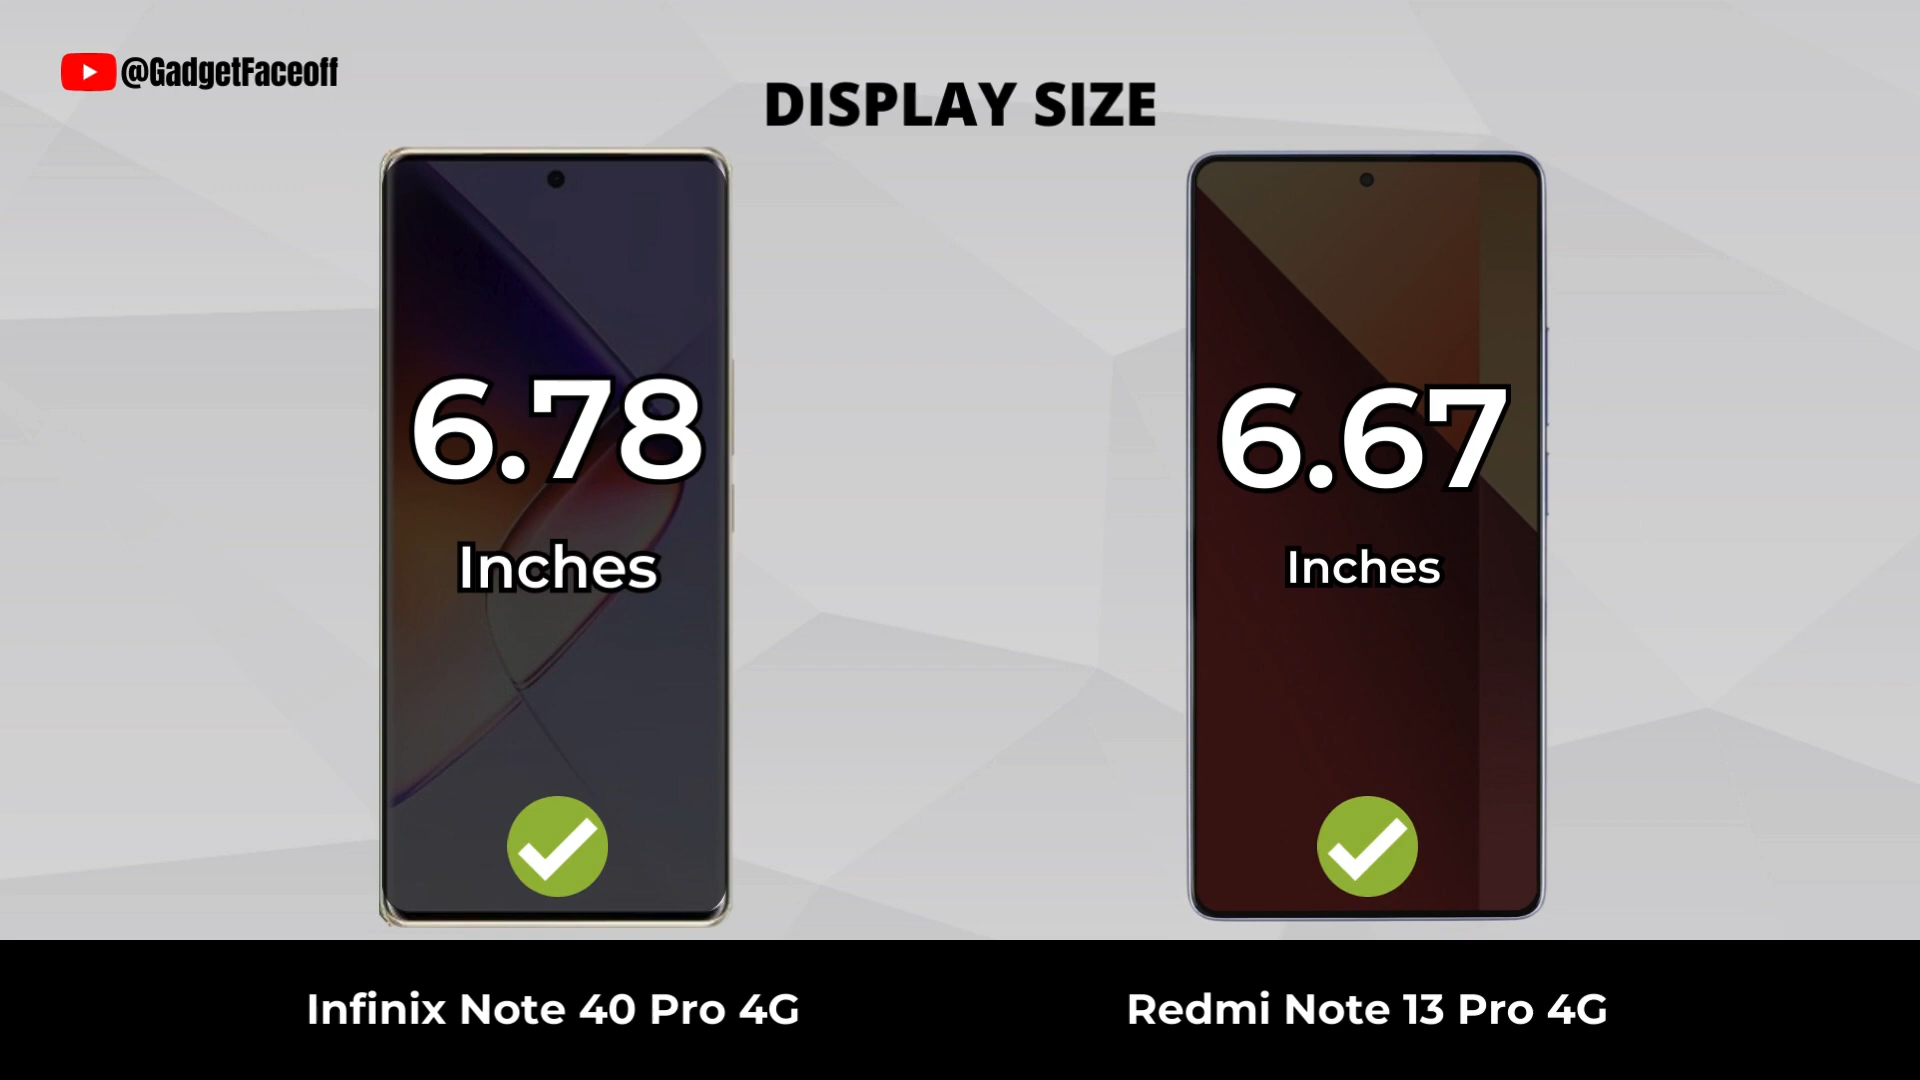 @GadgetFaceoff
DISPLAY SIZE
6.78
Inches
6.67
Inches
Infinix Note 40 Pro 4G
Redmi Note 13 Pro 4G